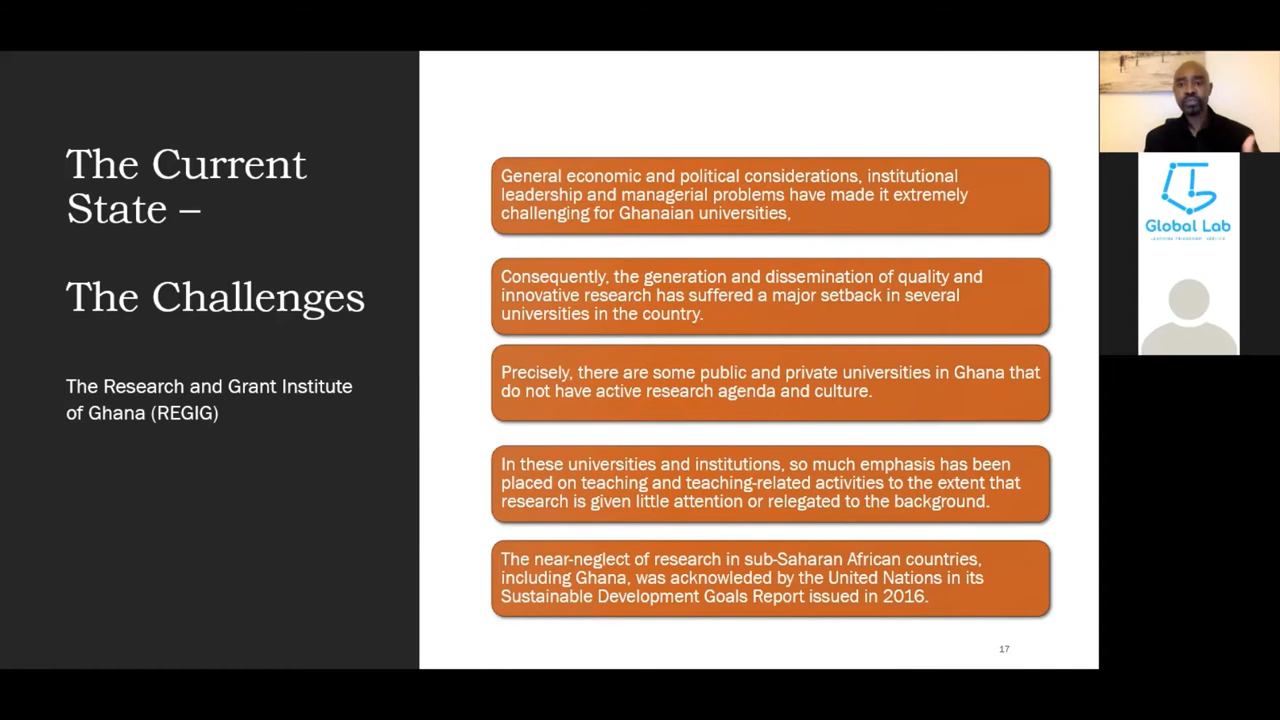 The Current
State –
The Challenges
The Research and Grant Institute
of Ghana (REGIG)
General economic and political considerations, institutional
leadership and managerial problems have made it extremely
challenging for Ghanaian universities,
Consequently, the generation and dissemination of quality and
innovative research has suffered a major setback in several
universities in the country.
Precisely, there are some public and private universities in Ghana that
do not have active research agenda and culture.
In these universities and institutions, so much emphasis has been
placed on teaching and teaching-related activities to the extent that
research is given little attention or relegated to the background.
The near-neglect of research in sub-Saharan African countries,
including Ghana, was acknowleded by the United Nations in its
Sustainable Development Goals Report issued in 2016.
17
Global Lab